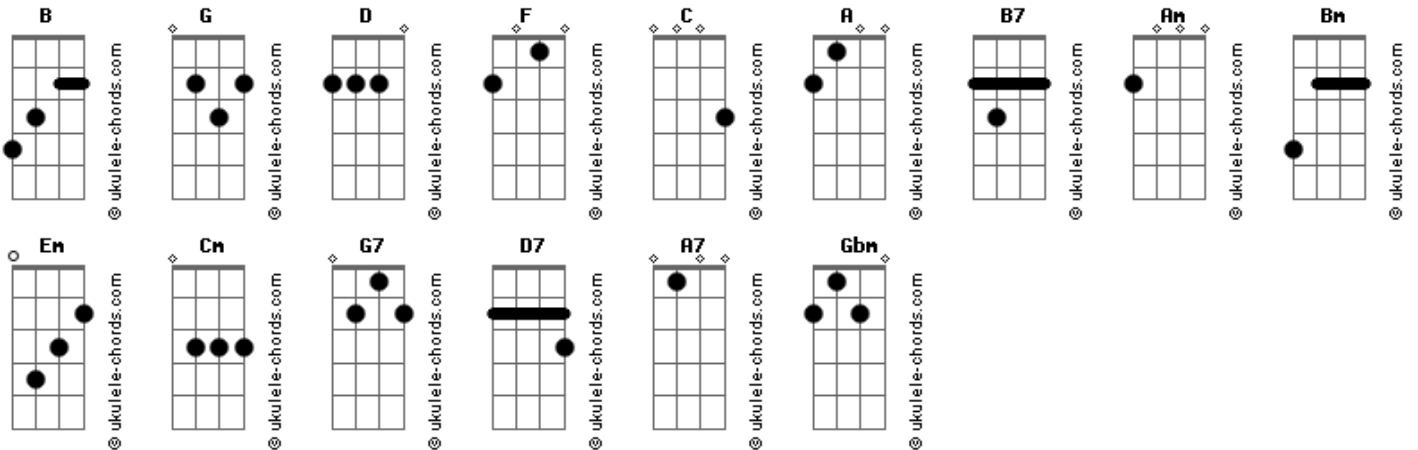 B G D F C A B7 Am Bm
© ukulele-chords.com © ukulele-chords.com © ukulele-chords.com © ukulele-chords.com © ukulele-chords.com © ukulele-chords.com © ukulele-chords.com © ukulele-chords.com © ukulele-chords.com
Em Cm G7 D7 A7 Gbm
© ukulele-chords.com © ukulele-chords.com © ukulele-chords.com © ukulele-chords.com © ukulele-chords.com © ukulele-chords.com